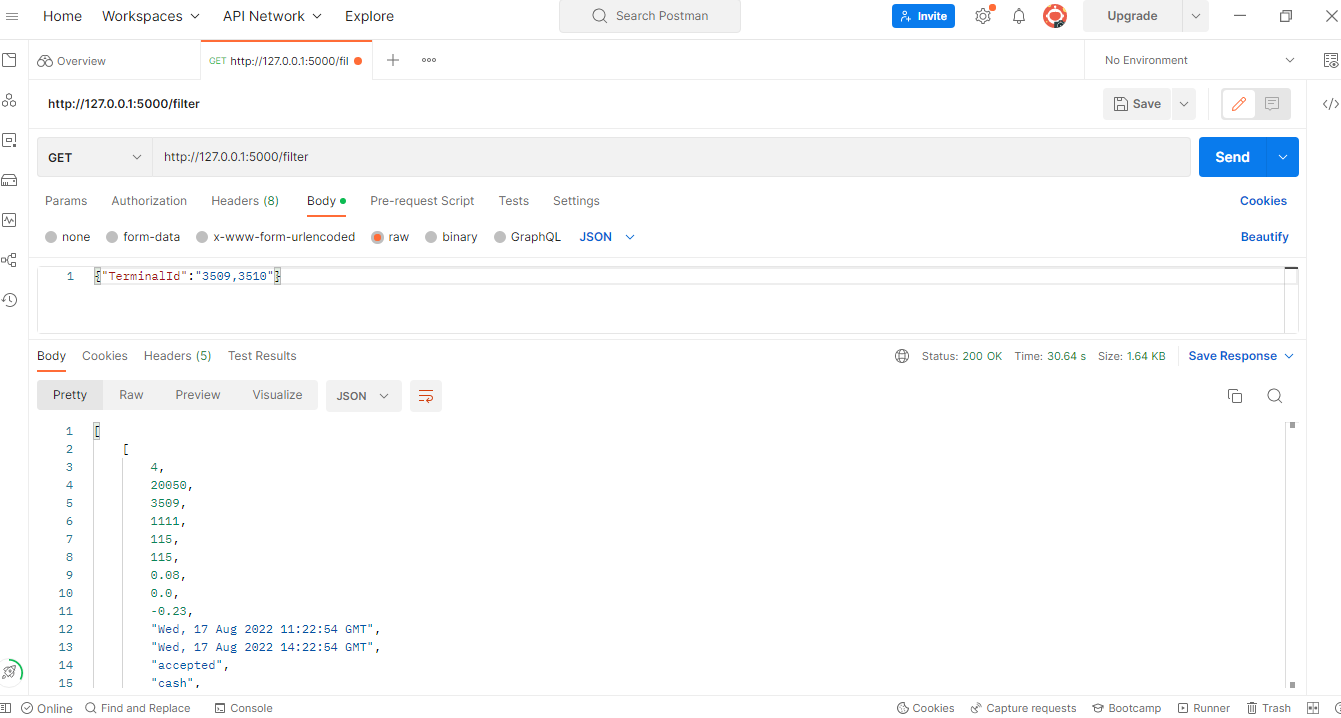 Home Workspaces API Network Explore Search Postman Invite Upgrade
Overview GET http://127.0.0.1:5000/fil No Environment
http://127.0.0.1:5000/filter Save
GET http://127.0.0.1:5000/filter Send
Params Authorization Headers (8) Body Pre-request Script Tests Settings Cookies
none form-data x-www-form-urlencoded raw binary GraphQL JSON Beautify
1 {"TerminalId":"3509,3510"}
Body Cookies Headers (5) Test Results Status: 200 OK Time: 30.64 s Size: 1.64 KB Save Response
Pretty Raw Preview Visualize JSON
1 [
2 [
3 4,
4 20050,
5 3509,
6 1111,
7 115,
8 115,
9 0.08,
10 0.0,
11 -0.23,
12 "Wed, 17 Aug 2022 11:22:54 GMT",
13 "Wed, 17 Aug 2022 14:22:54 GMT",
14 "accepted",
15 "cash",
Online Find and Replace Console Cookies Capture requests Bootcamp Runner Trash